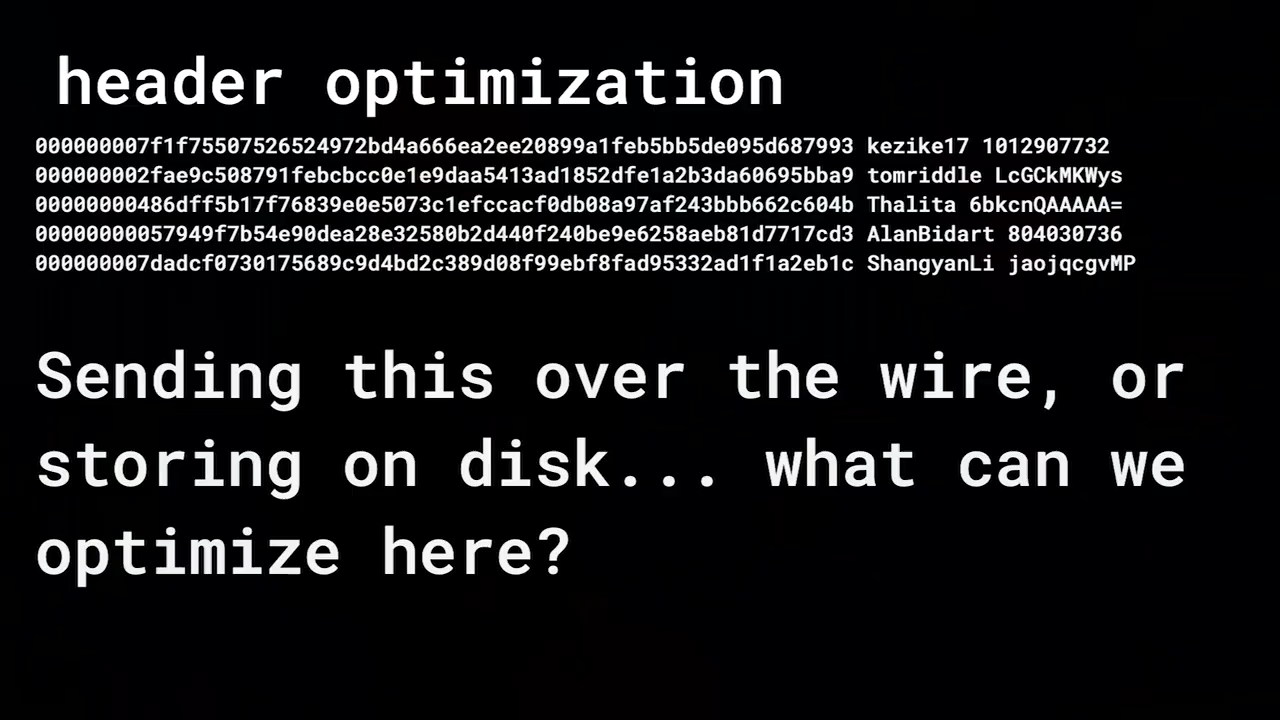 header optimization
000000007f1f75507526524972bd4a666ea2ee20899a1feb5bb5de095d687993 kezike17 1012907732
000000002fae9c508791febcbcc0e1e9daa5413ad1852dfe1a2b3da60695bba9 tomriddle LcGCkMKWys
00000000486dff5b17f76839e0e5073c1efccacf0db08a97af243bbb662c604b Thalita 6bkcnQAAAAA=
00000000057949f7b54e90dea28e32580b2d440f240be9e6258aeb81d7717cd3 AlanBidart 804030736
000000007dadcf0730175689c9d4bd2c389d08f99ebf8fad95332ad1f1a2eb1c ShangyanLi jaojqcgvMP
Sending this over the wire, or
storing on disk... what can we
optimize here?